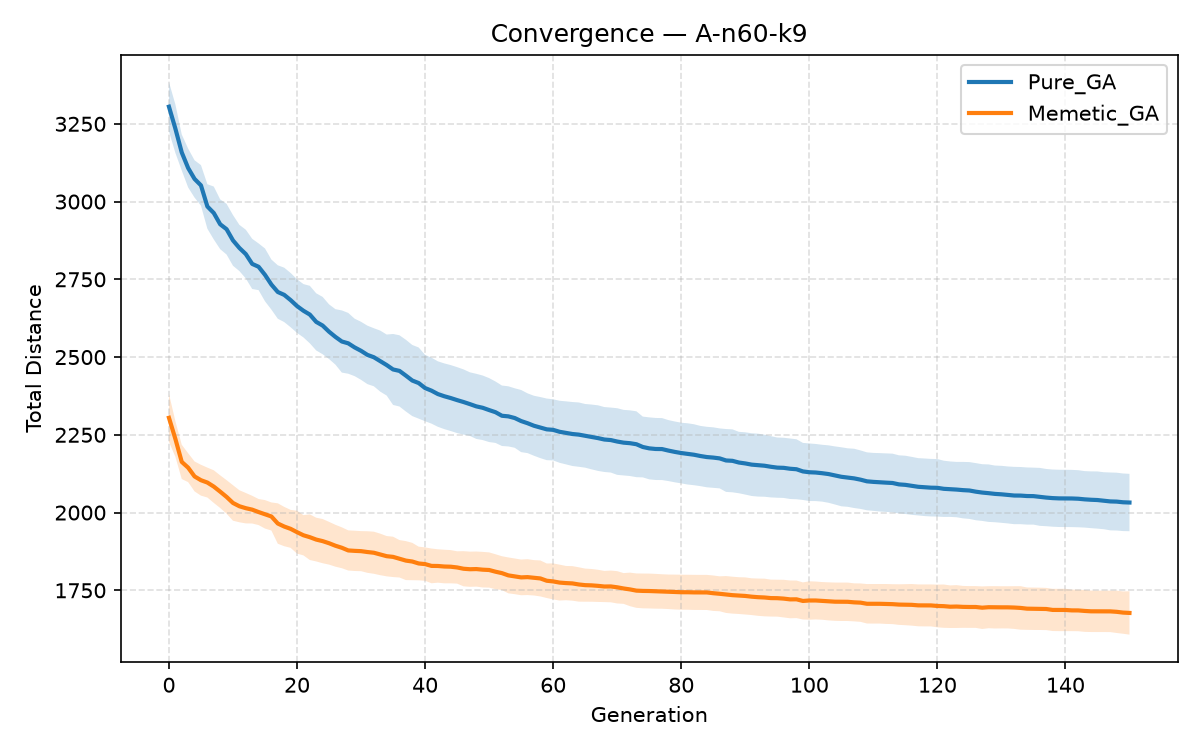 Convergence — A-n60-k9
Pure_GA
Memetic_GA
Total Distance
3250
3000
2750
2500
2250
2000
1750
0 20 40 60 80 100 120 140
Generation